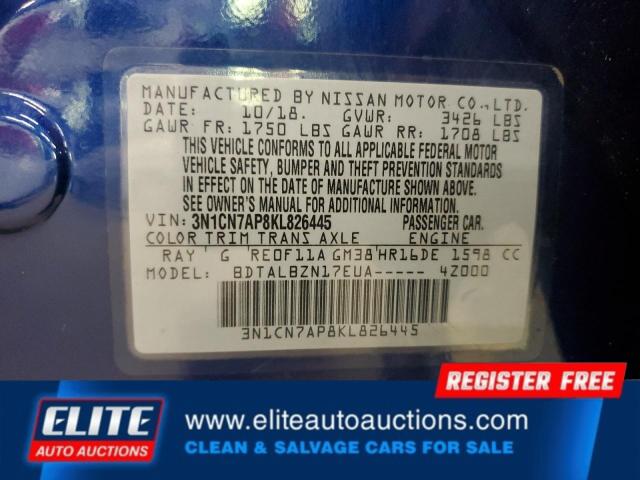 MANUFACTURED BY NISSAN MOTOR CO.,LTD.
DATE: 10/18. GVWR: 3426 LBS
GAWR FR: 1750 LBS GAWR RR: 1708 LBS
THIS VEHICLE CONFORMS TO ALL APPLICABLE FEDERAL MOTOR
VEHICLE SAFETY, BUMPER AND THEFT PREVENTION STANDARDS
IN EFFECT ON THE DATE OF MANUFACTURE SHOWN ABOVE.
SEE OWNER'S MANUAL FOR ADDITIONAL INFORMATION.
VIN: 3N1CN7AP8KL826445 PASSENGER CAR.
COLOR TRIM TRANS AXLE ENGINE
RAY G RE0F11A GM38 HR16DE 1598 CC
MODEL: BDTALBZN17EUA----- 4Z000
3N1CN7AP8KL826445
REGISTER FREE
ELITE
AUTO AUCTIONS
www.eliteautoauctions.com
CLEAN & SALVAGE CARS FOR SALE